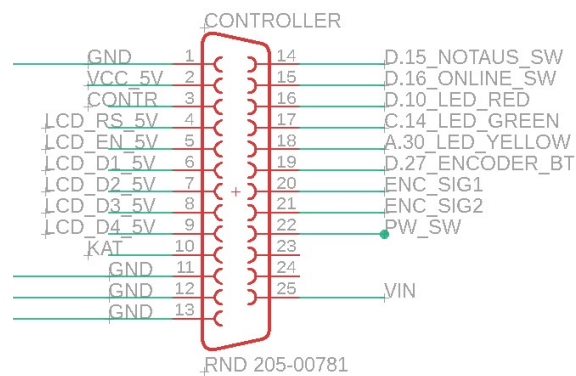 CONTROLLER
GND 1 14 D.15_NOTAUS_SW
VCC_5V 2 15 D.16_ONLINE_SW
CONTR 3 16 D.10_LED_RED
LCD_RS_5V 4 17 C.14_LED_GREEN
LCD_EN_5V 5 18 A.30_LED_YELLOW
LCD_D1_5V 6 19 D.27_ENCODER_BT
LCD_D2_5V 7 20 ENC_SIG1
LCD_D3_5V 8 21 ENC_SIG2
LCD_D4_5V 9 22 PW_SW
KAT 10 23
GND 11 24
GND 12 25 VIN
GND 13
RND 205-00781